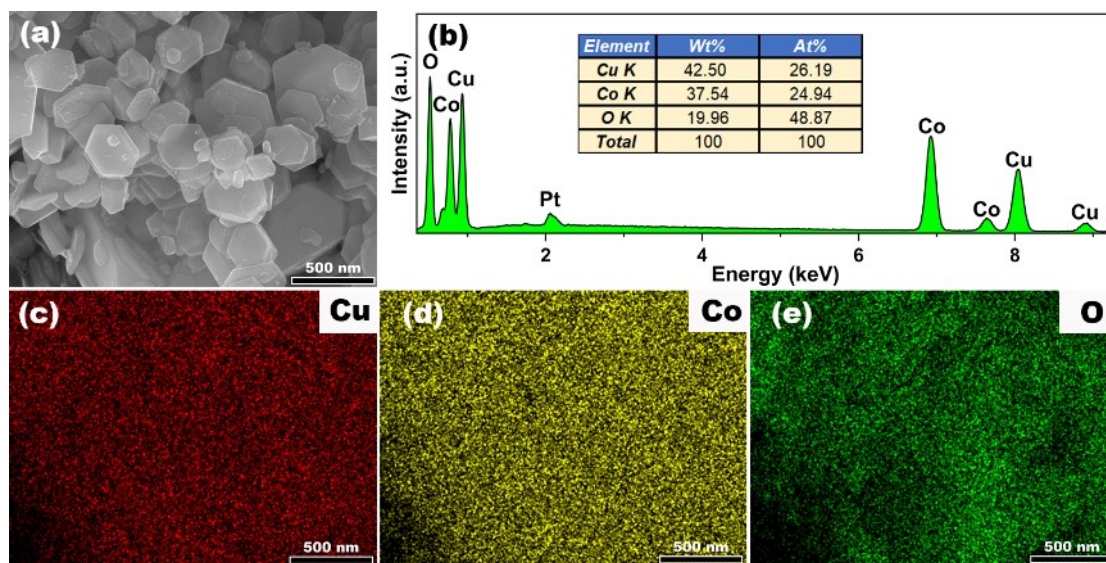 (a)
500 nm
(b)
Intensity (a.u.)
O
Co
Cu
Pt
Co
Co
Cu
Cu
Element Wt% At%
Cu K 42.50 26.19
Co K 37.54 24.94
O K 19.96 48.87
Total 100 100
2 4 6 8
Energy (keV)
(c)
Cu
500 nm
(d)
Co
500 nm
(e)
O
500 nm